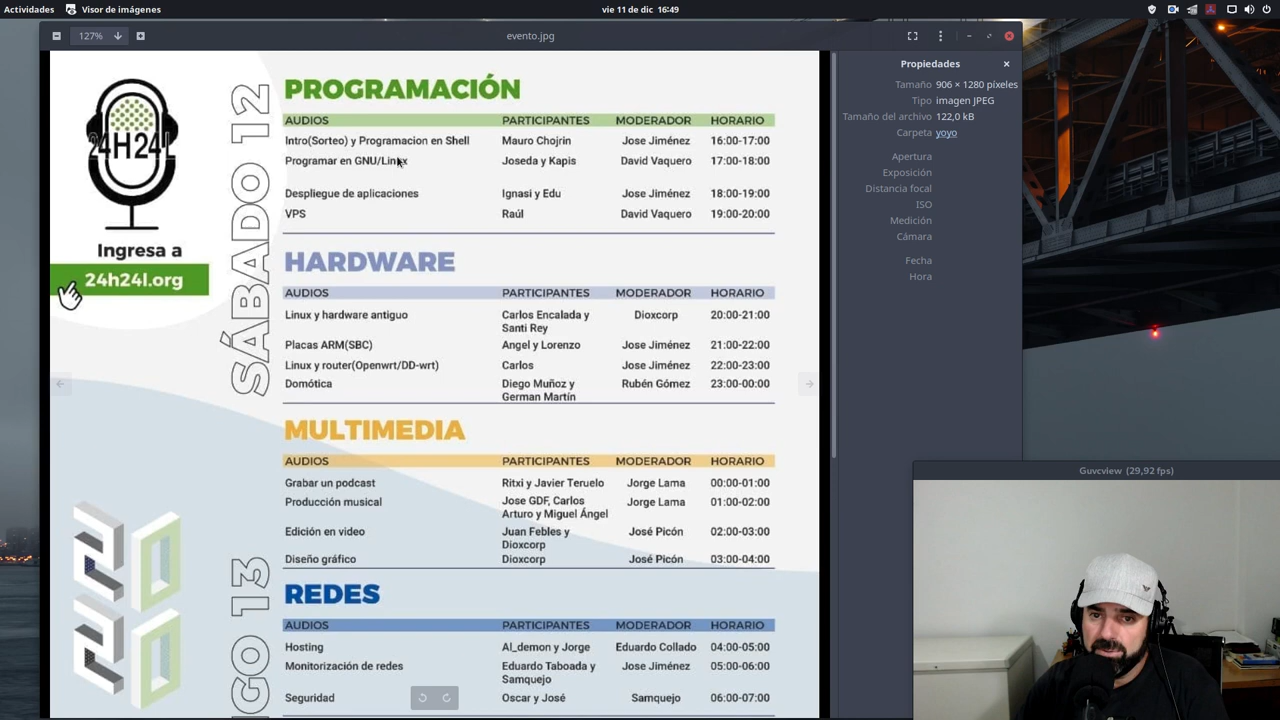 Actividades
Visor de imágenes
vie 11 de dic 16:49
127%
evento.jpg
24H24L
Ingresa a
24h24l.org
2020
SÁBADO 12
PROGRAMACIÓN
AUDIOS PARTICIPANTES MODERADOR HORARIO
Intro(Sorteo) y Programacion en Shell Mauro Chojrin Jose Jiménez 16:00-17:00
Programar en GNU/Linux Joseda y Kapis David Vaquero 17:00-18:00
Despliegue de aplicaciones Ignasi y Edu Jose Jiménez 18:00-19:00
VPS Raúl David Vaquero 19:00-20:00
HARDWARE
AUDIOS PARTICIPANTES MODERADOR HORARIO
Linux y hardware antiguo Carlos Encalada y Dioxcorp 20:00-21:00
Santi Rey
Placas ARM(SBC) Angel y Lorenzo Jose Jiménez 21:00-22:00
Linux y router(Openwrt/DD-wrt) Carlos Jose Jiménez 22:00-23:00
Domótica Diego Muñoz y Rubén Gómez 23:00-00:00
German Martín
MULTIMEDIA
AUDIOS PARTICIPANTES MODERADOR HORARIO
Grabar un podcast Ritxi y Javier Teruelo Jorge Lama 00:00-01:00
Producción musical Jose GDF, Carlos Jorge Lama 01:00-02:00
Arturo y Miguel Ángel
Edición en video Juan Febles y José Picón 02:00-03:00
Dioxcorp
Diseño gráfico Dioxcorp José Picón 03:00-04:00
GO 13
REDES
AUDIOS PARTICIPANTES MODERADOR HORARIO
Hosting Al_demon y Jorge Eduardo Collado 04:00-05:00
Monitorización de redes Eduardo Taboada y Jose Jiménez 05:00-06:00
Samquejo
Seguridad Oscar y José Samquejo 06:00-07:00
Propiedades
Tamaño 906 × 1280 píxeles
Tipo imagen JPEG
Tamaño del archivo 122,0 kB
Carpeta yoyo
Apertura
Exposición
Distancia focal
ISO
Medición
Cámara
Fecha
Hora
Guvcview (29,92 fps)